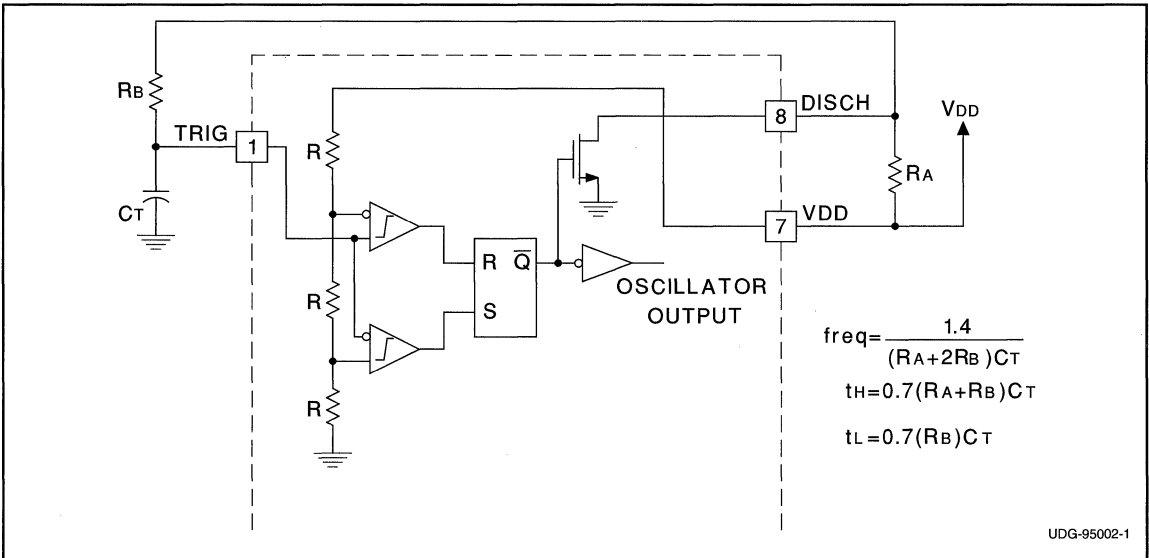 RB
TRIG
1
CT
R
R
R
R Q̅
S
8
DISCH
VDD
RA
7
VDD
OSCILLATOR
OUTPUT
freq= 1.4
(RA+2RB)CT
tH=0.7(RA+RB)CT
tL=0.7(RB)CT
UDG-95002-1